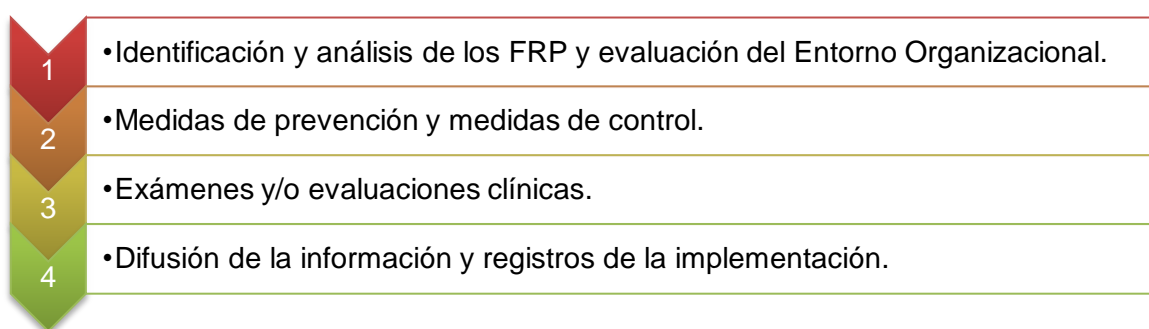 1
•Identificación y análisis de los FRP y evaluación del Entorno Organizacional.
2
•Medidas de prevención y medidas de control.
3
•Exámenes y/o evaluaciones clínicas.
4
•Difusión de la información y registros de la implementación.